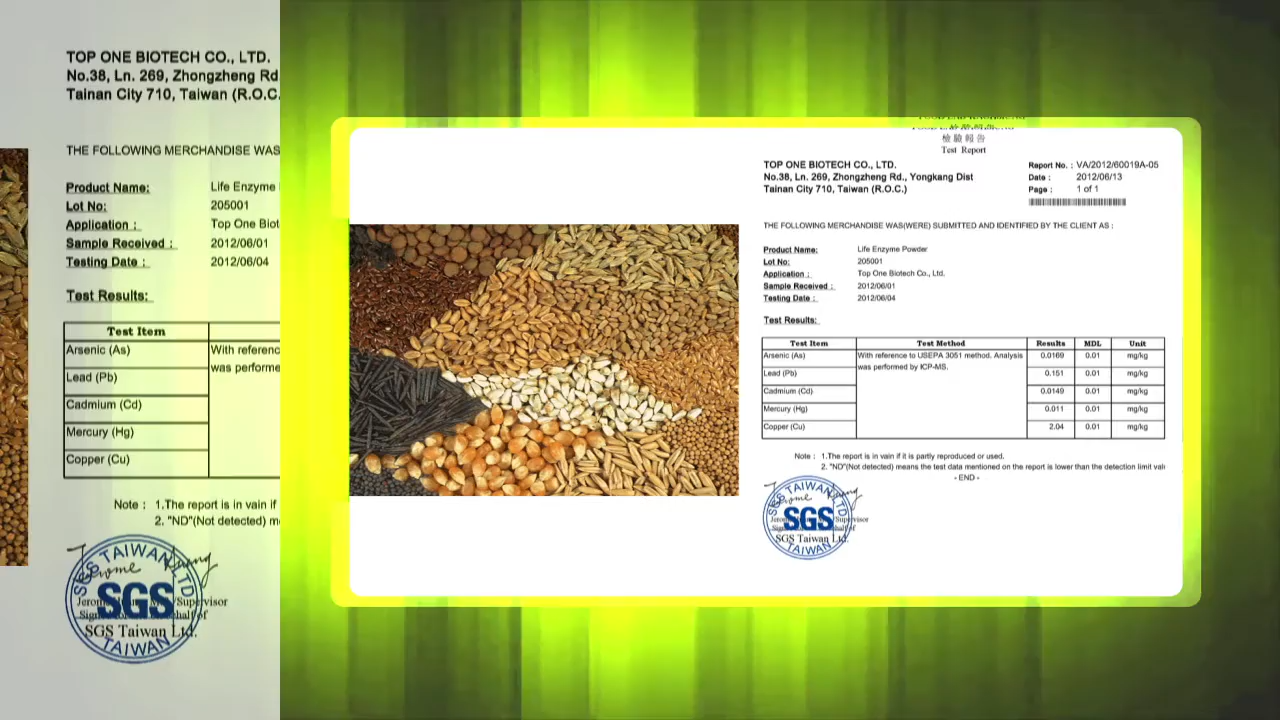 TOP ONE BIOTECH CO., LTD.
No.38, Ln. 269, Zhongzheng Rd
Tainan City 710, Taiwan (R.O.C.
THE FOLLOWING MERCHANDISE WAS
Product Name: Life Enzyme
Lot No: 205001
Application : Top One Biot
Sample Received : 2012/06/01
Testing Date : 2012/06/04
Test Results:
Test Item
Arsenic (As) With referenc
was performe
Lead (Pb)
Cadmium (Cd)
Mercury (Hg)
Copper (Cu)
Note : 1.The report is in vain if
2. "ND"(Not detected) m
SGS TAIWAN LTD
SGS
SGS Taiwan Ltd.
TAIWAN
檢驗報告
Test Report
TOP ONE BIOTECH CO., LTD.
No.38, Ln. 269, Zhongzheng Rd., Yongkang Dist
Tainan City 710, Taiwan (R.O.C.)
Raport No. : VA/2012/60019A-05
Date : 2012/06/13
Page : 1 of 1
THE FOLLOWING MERCHANDISE WAS(WERE) SUBMITTED AND IDENTIFIED BY THE CLIENT AS :
Product Name: Life Enzyme Powder
Lot No: 205001
Application : Top One Biotech Co., Ltd.
Sample Received : 2012/06/01
Testing Date : 2012/06/04
Test Results:
Test Item Test Method Results MDL Unit
Arsenic (As) With reference to USEPA 3051 method. Analysis 0.0169 0.01 mg/kg
was performed by ICP-MS.
Lead (Pb) 0.151 0.01 mg/kg
Cadmium (Cd) 0.0149 0.01 mg/kg
Mercury (Hg) 0.011 0.01 mg/kg
Copper (Cu) 2.04 0.01 mg/kg
Note : 1.The report is in vain if it is partly reproduced or used.
2. "ND"(Not detected) means the test data mentioned on the report is lower than the detection limit valu
- END -
SGS TAIWAN LTD
SGS
SGS Taiwan Ltd.
TAIWAN